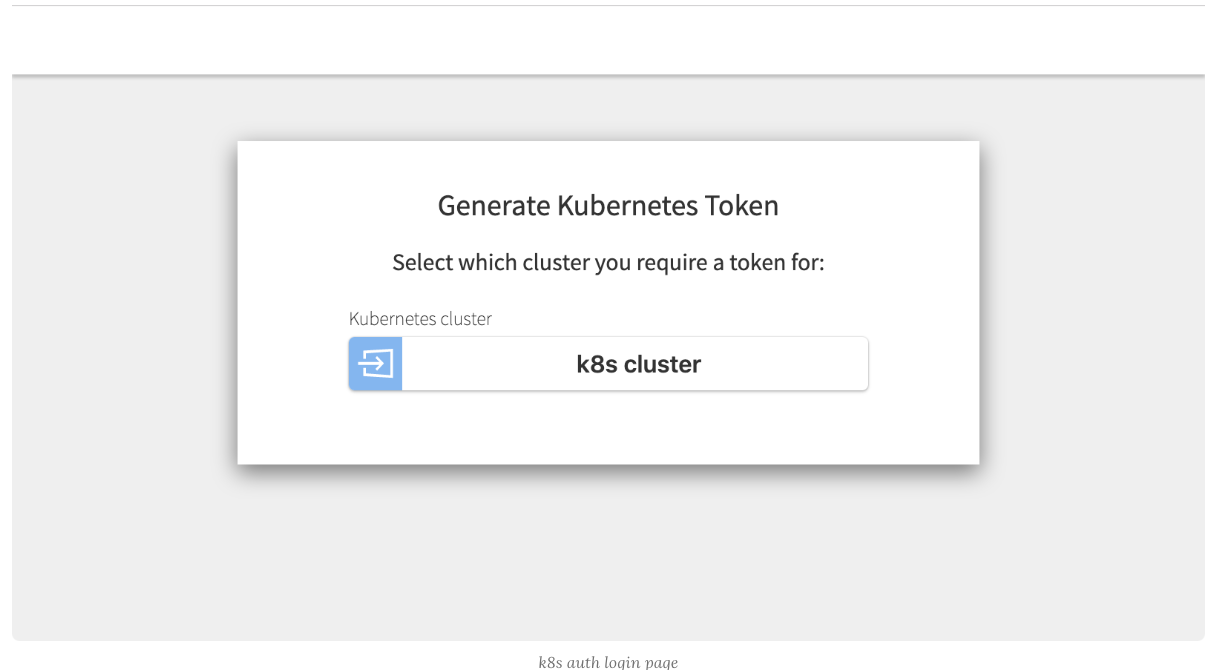 Generate Kubernetes Token
Select which cluster you require a token for:
Kubernetes cluster
k8s cluster
k8s auth login page